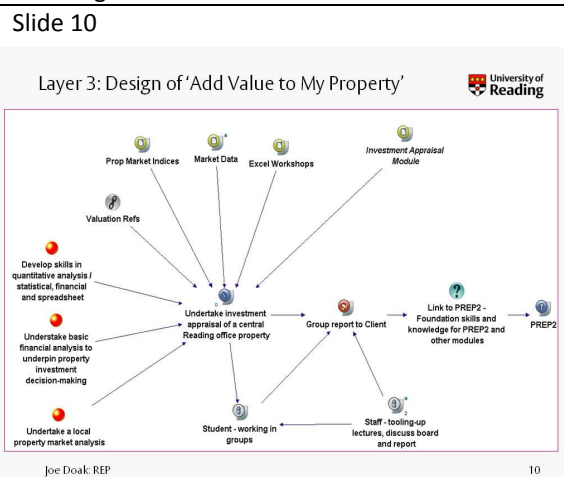 Slide 10
Layer 3: Design of 'Add Value to My Property'
University of
Reading
Prop Market Indices
Market Data
Excel Workshops
Investment Appraisal
Module
Valuation Refs
Develop skills in
quantitative analysis /
statistical, financial
and spreadsheet
Understake basic
financial analysis to
underpin property
investment
decision-making
Undertake a local
property market analysis
0
Undertake investment
appraisal of a central
Reading office property
Group report to Client
Link to PREP2 -
Foundation skills and
knowledge for PREP2 and
other modules
PREP2
Student - working in
groups
2
Staff - tooling-up
lectures, discuss board
and report
Joe Doak: REP
10